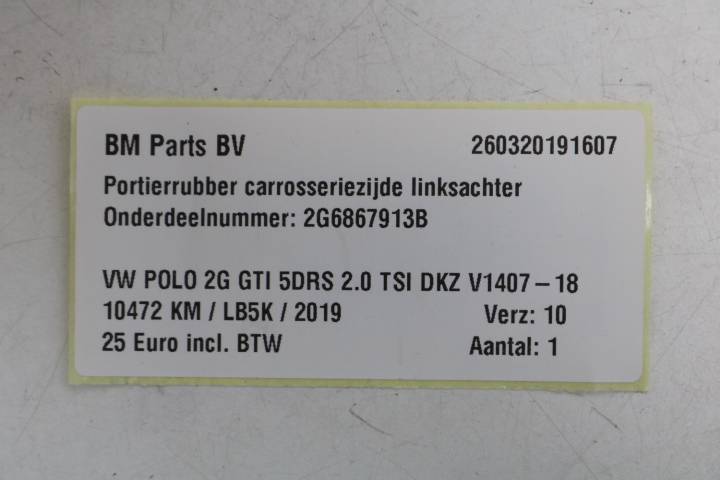 BM Parts BV 260320191607
Portierrubber carrosseriezijde linksachter
Onderdeelnummer: 2G6867913B
VW POLO 2G GTI 5DRS 2.0 TSI DKZ V1407 – 18
10472 KM / LB5K / 2019 Verz: 10
25 Euro incl. BTW Aantal: 1